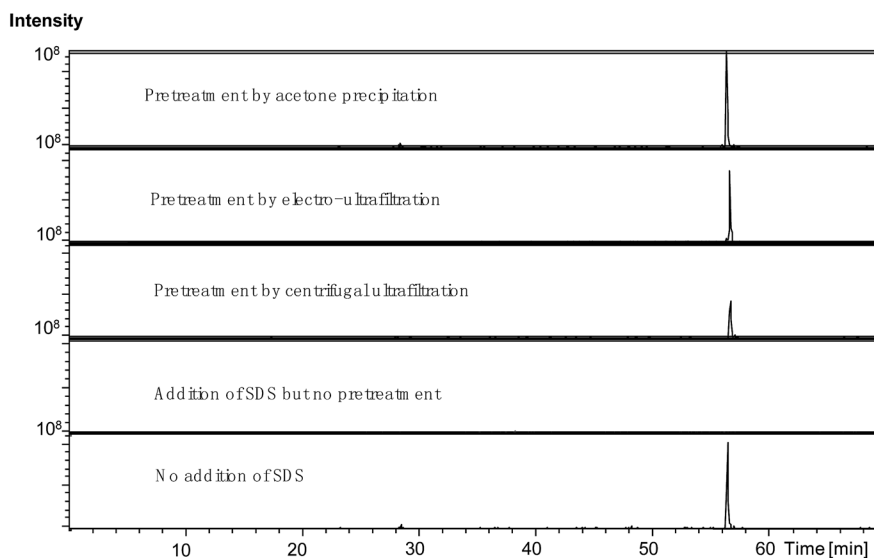 Intensity
10⁸
Pretreatment by acetone precipitation
10⁸
Pretreatment by electro-ultrafiltration
10⁸
Pretreatment by centrifugal ultrafiltration
10⁸
Addition of SDS but no pretreatment
10⁸
No addition of SDS
10 20 30 40 50 60 Time [min]